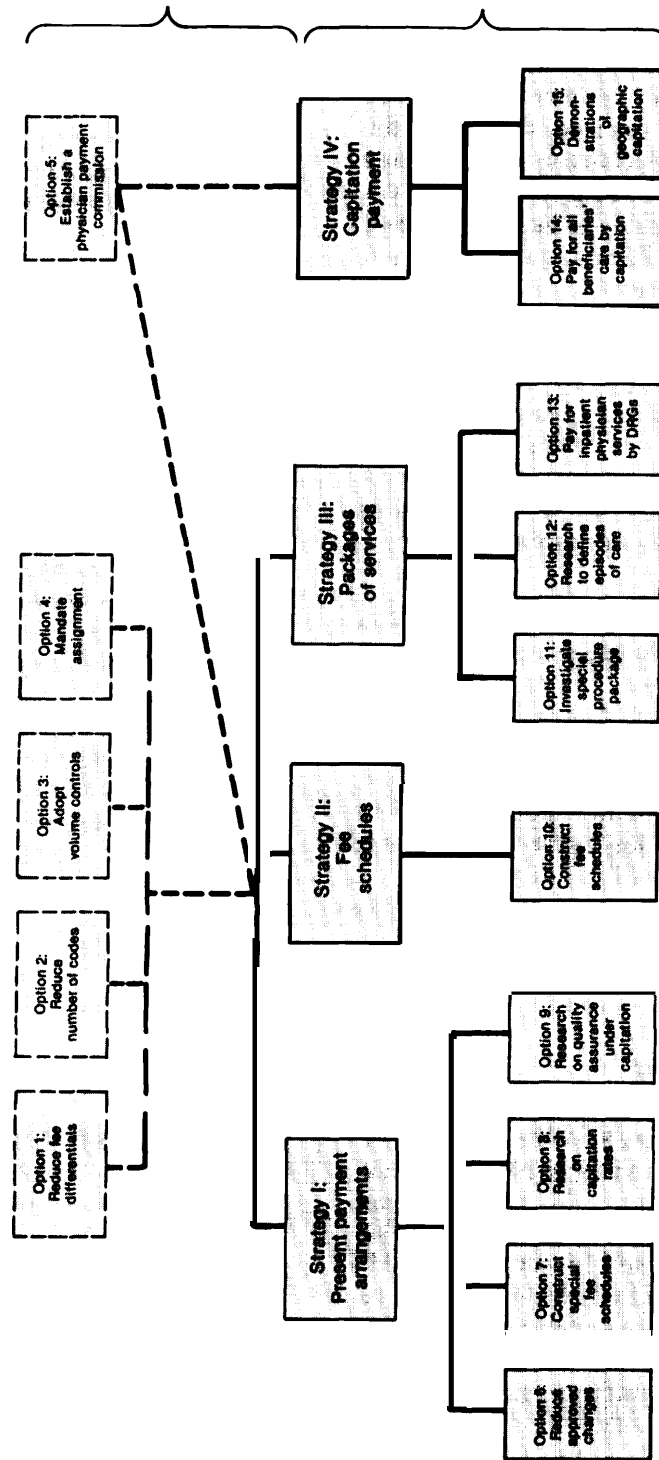 Option 1:
Reduce fee
differentials
Option 2:
Reduce
number of codes
Option 3:
Adopt
volume controls
Option 4:
Mandate
assignment
Option 5:
Establish a
physician payment
commission
Strategy I:
Present payment
arrangements
Strategy II:
Fee
schedules
Strategy III:
Packages
of services
Strategy IV:
Capitation
payment
Option 6:
Reduce
approved
changes
Option 7:
Construct
special
fee
schedules
Option 8:
Research
on
capitation
rates
Option 9:
Research
on quality
assurance
under
capitation
Option 10:
Construct
fee
schedules
Option 11:
Investigate
special
procedure
package
Option 12:
Research
to define
episodes
of care
Option 13:
Pay for
inpatient
physician
services
by DRGs
Option 14:
Pay for all
beneficiaries'
care by
capitation
Option 15:
Demon-
strations
of
geographic
capitation